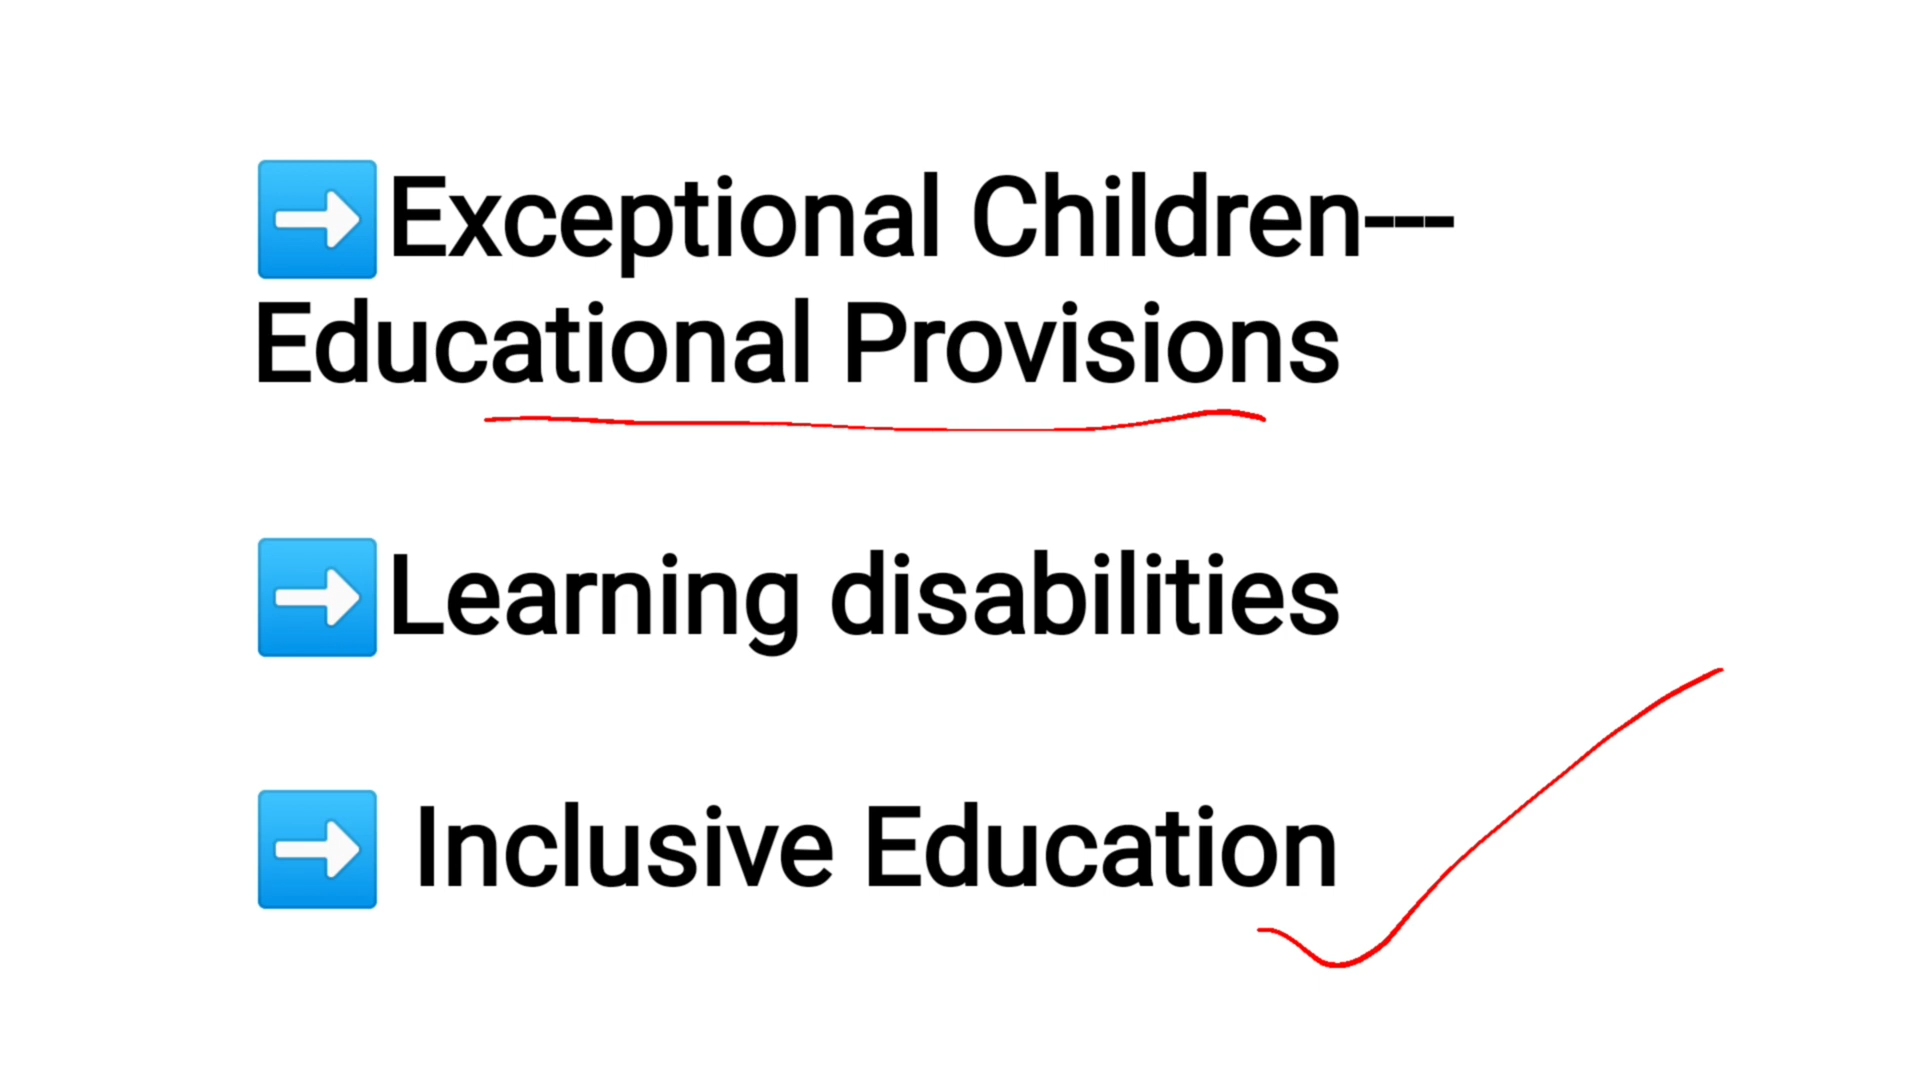 ➡️Exceptional Children---
Educational Provisions
➡️Learning disabilities
➡️ Inclusive Education